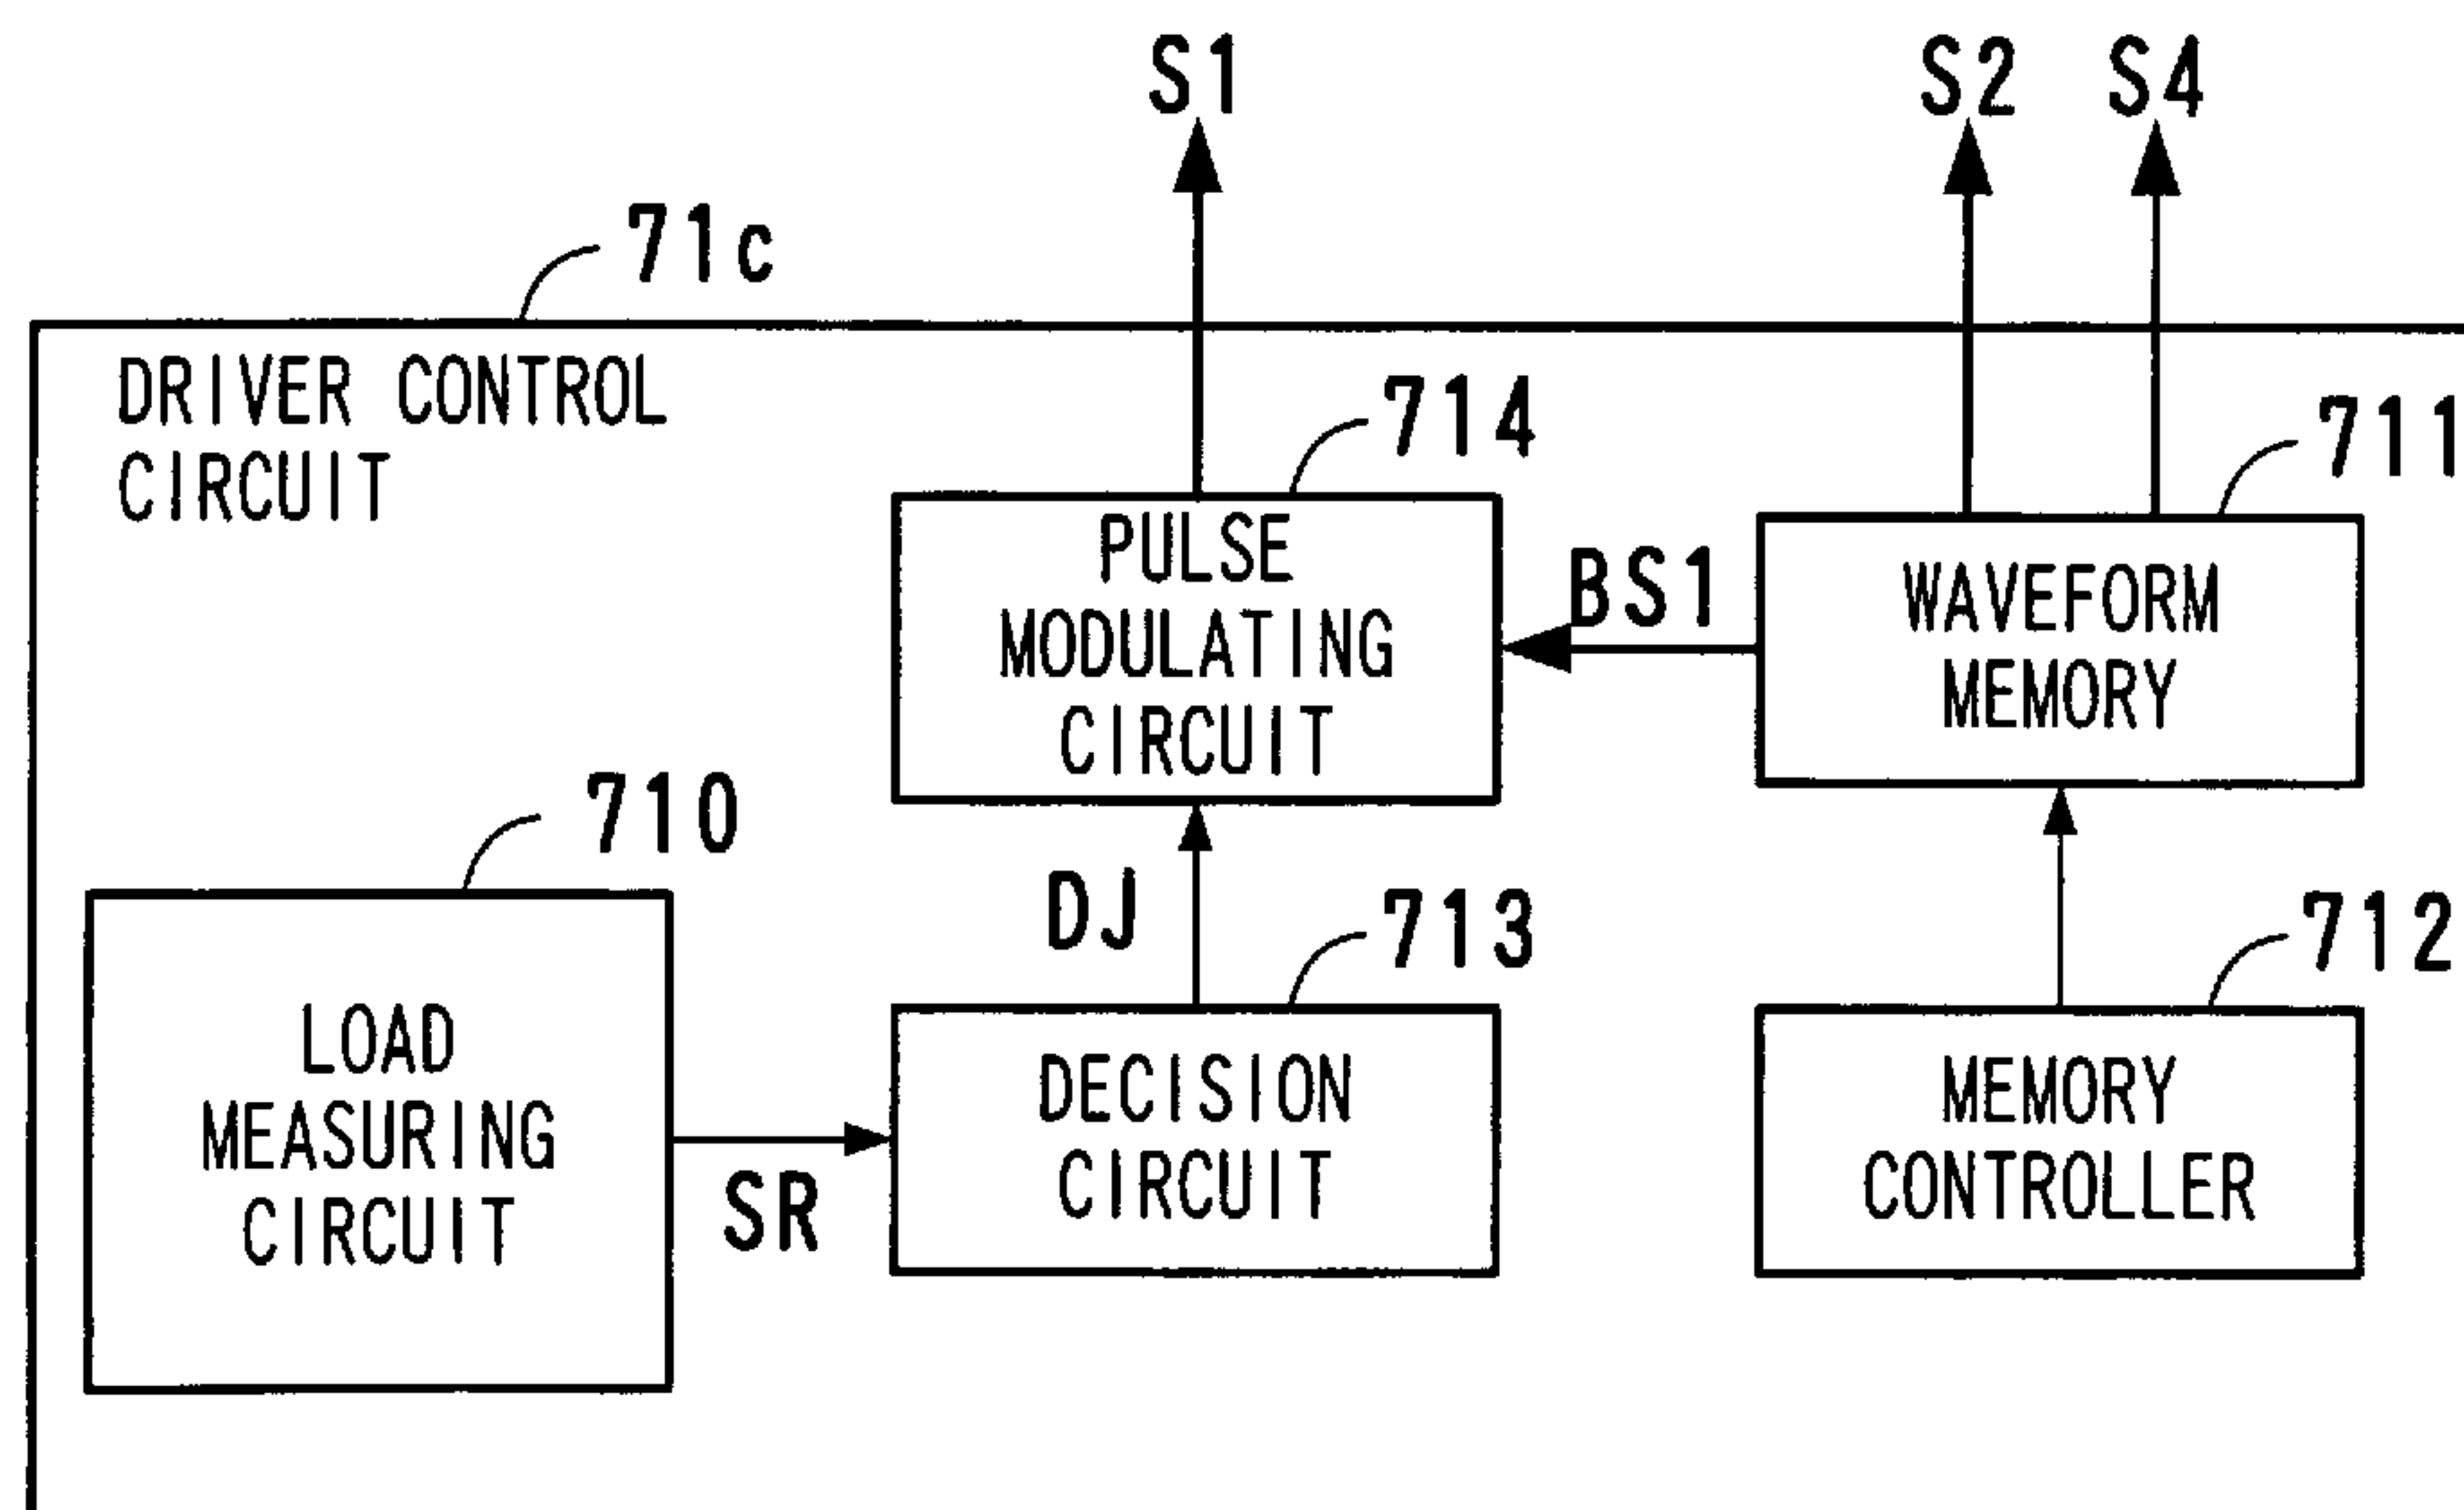 S1
S2 S4
71c
DRIVER CONTROL
CIRCUIT
714
711
PULSE
MODULATING
CIRCUIT
BS1
WAVEFORM
MEMORY
710
DJ
713
712
LOAD
MEASURING
CIRCUIT
SR
DECISION
CIRCUIT
MEMORY
CONTROLLER